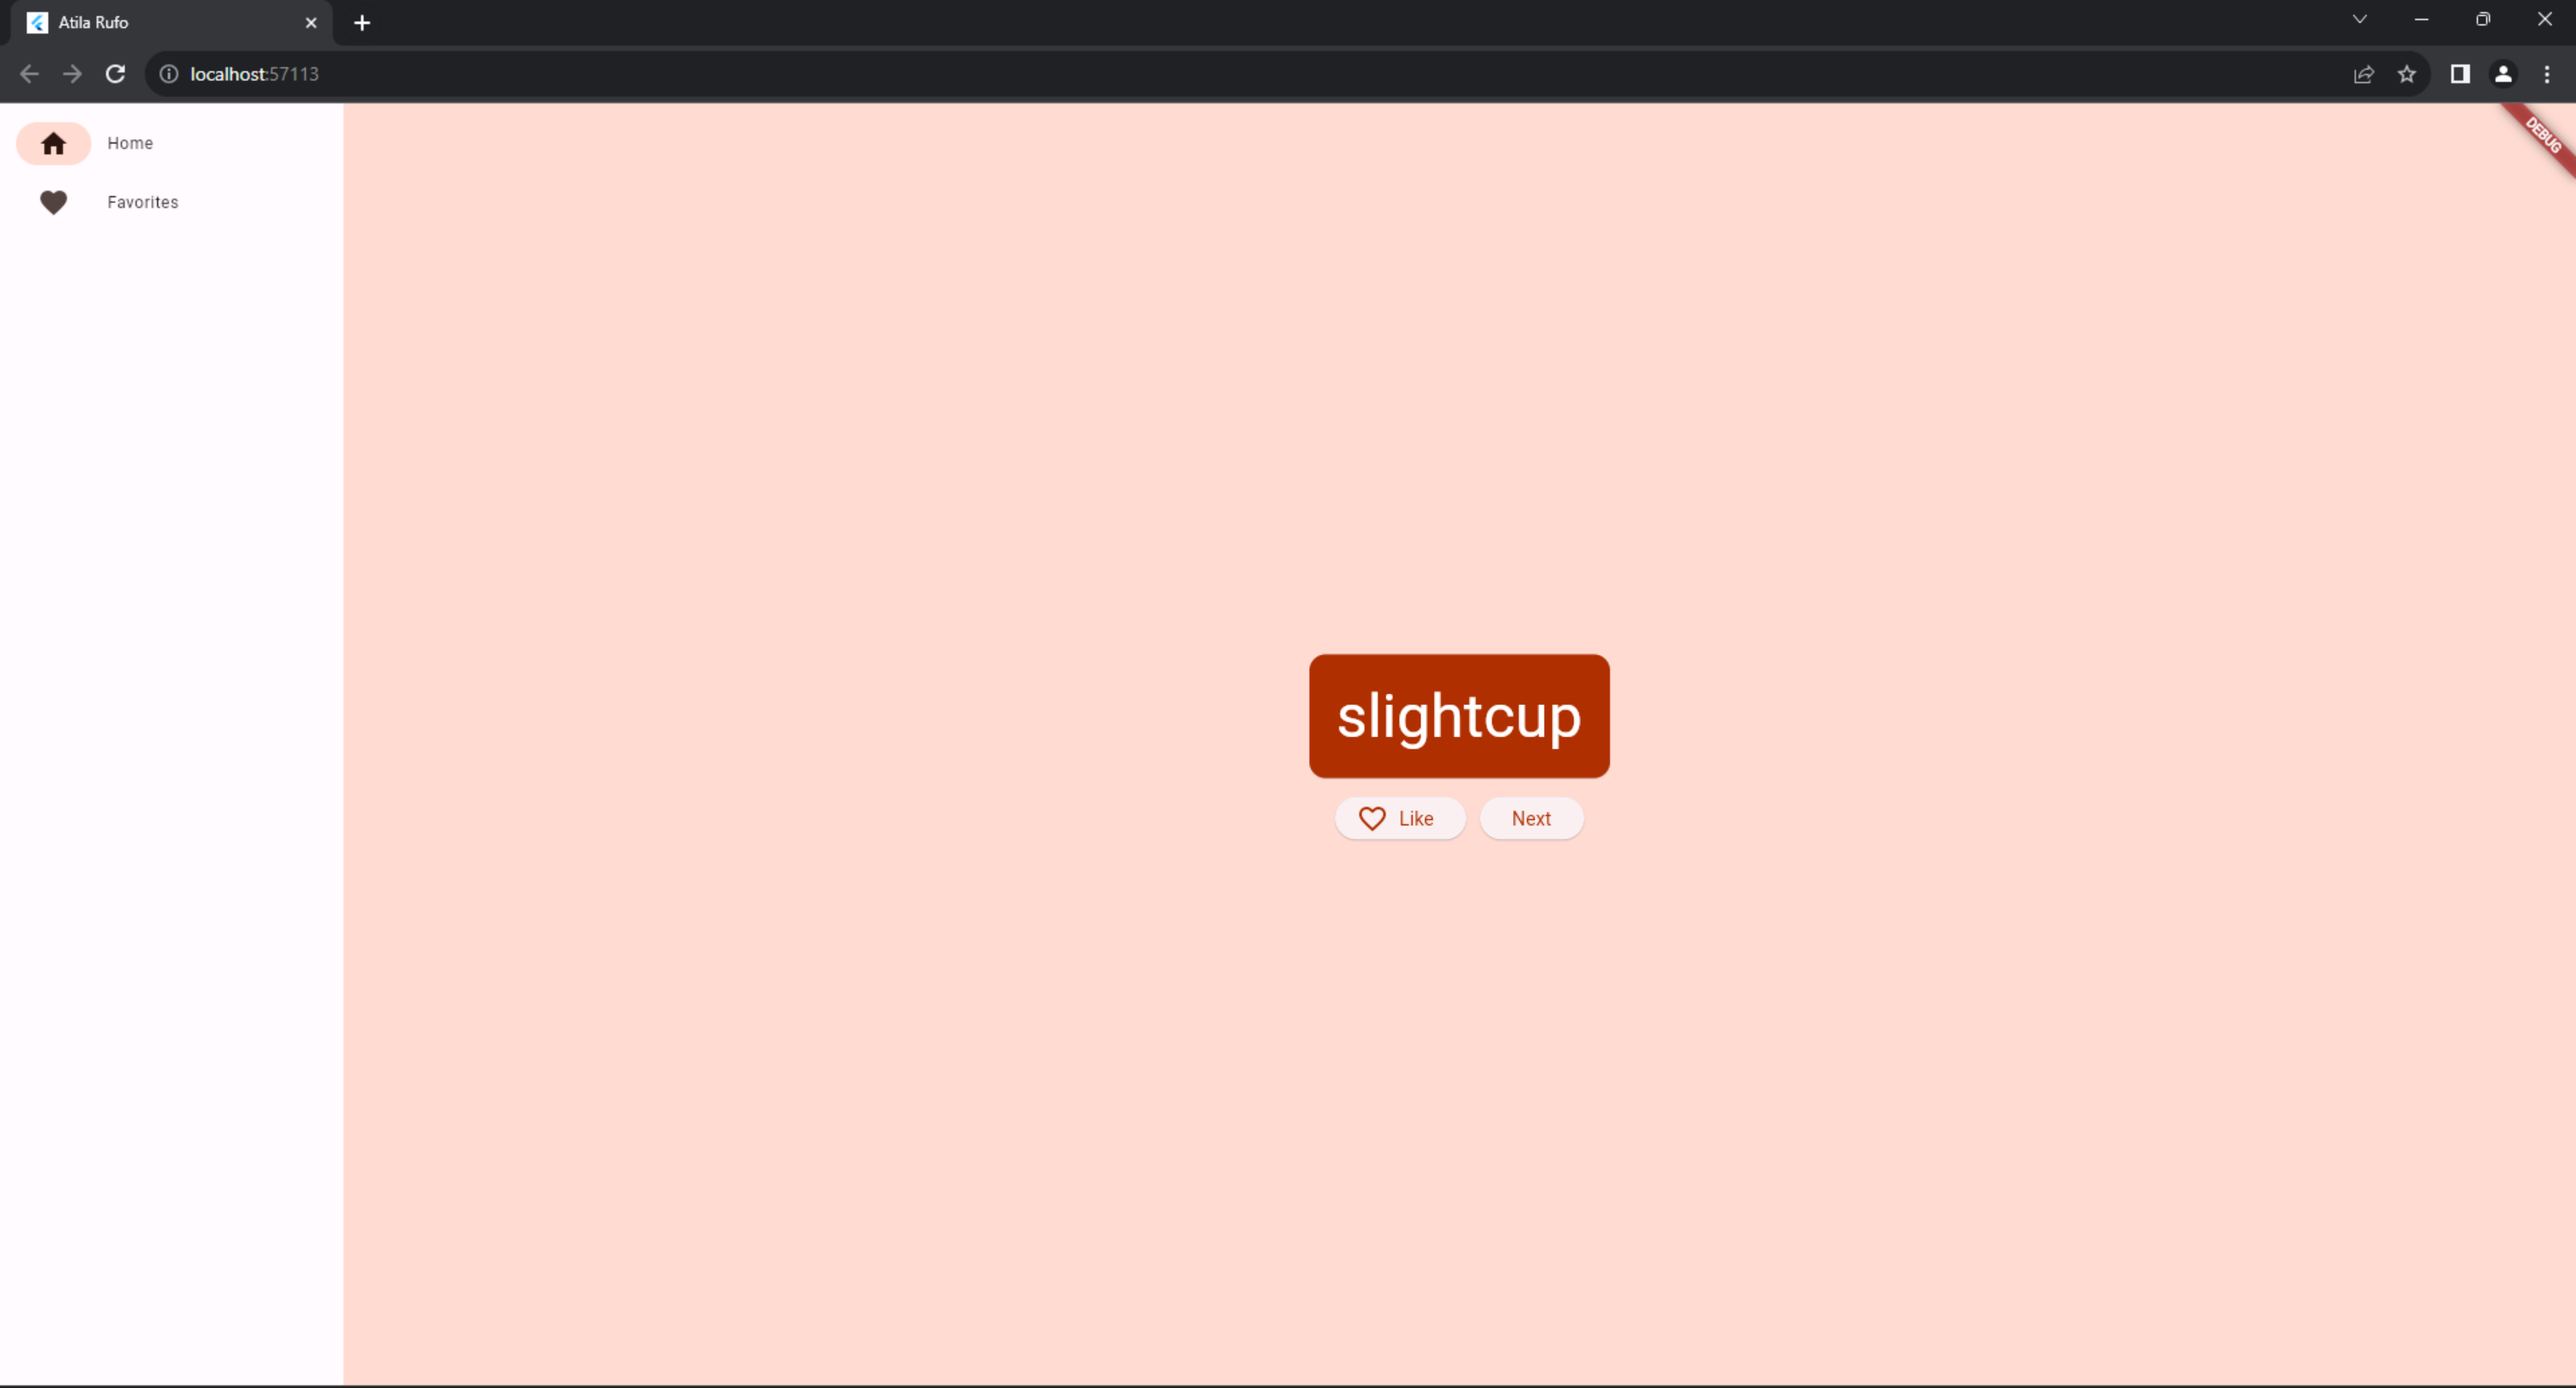 Atila Rufo
localhost:57113
Home
Favorites
DEBUG
slightcup
Like
Next